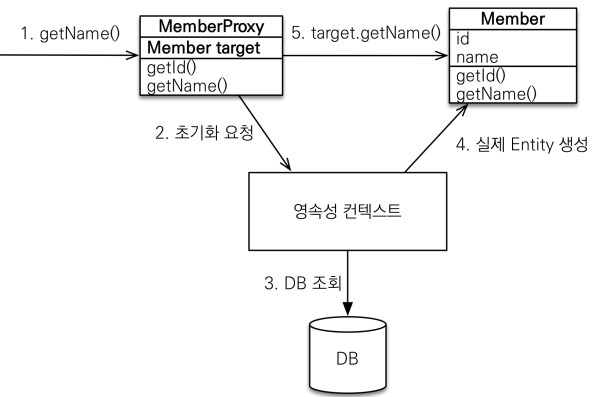 1. getName()
MemberProxy
Member target
getId()
getName()
5. target.getName()
Member
id
name
getId()
getName()
2. 초기화 요청
4. 실제 Entity 생성
영속성 컨텍스트
3. DB 조회
DB